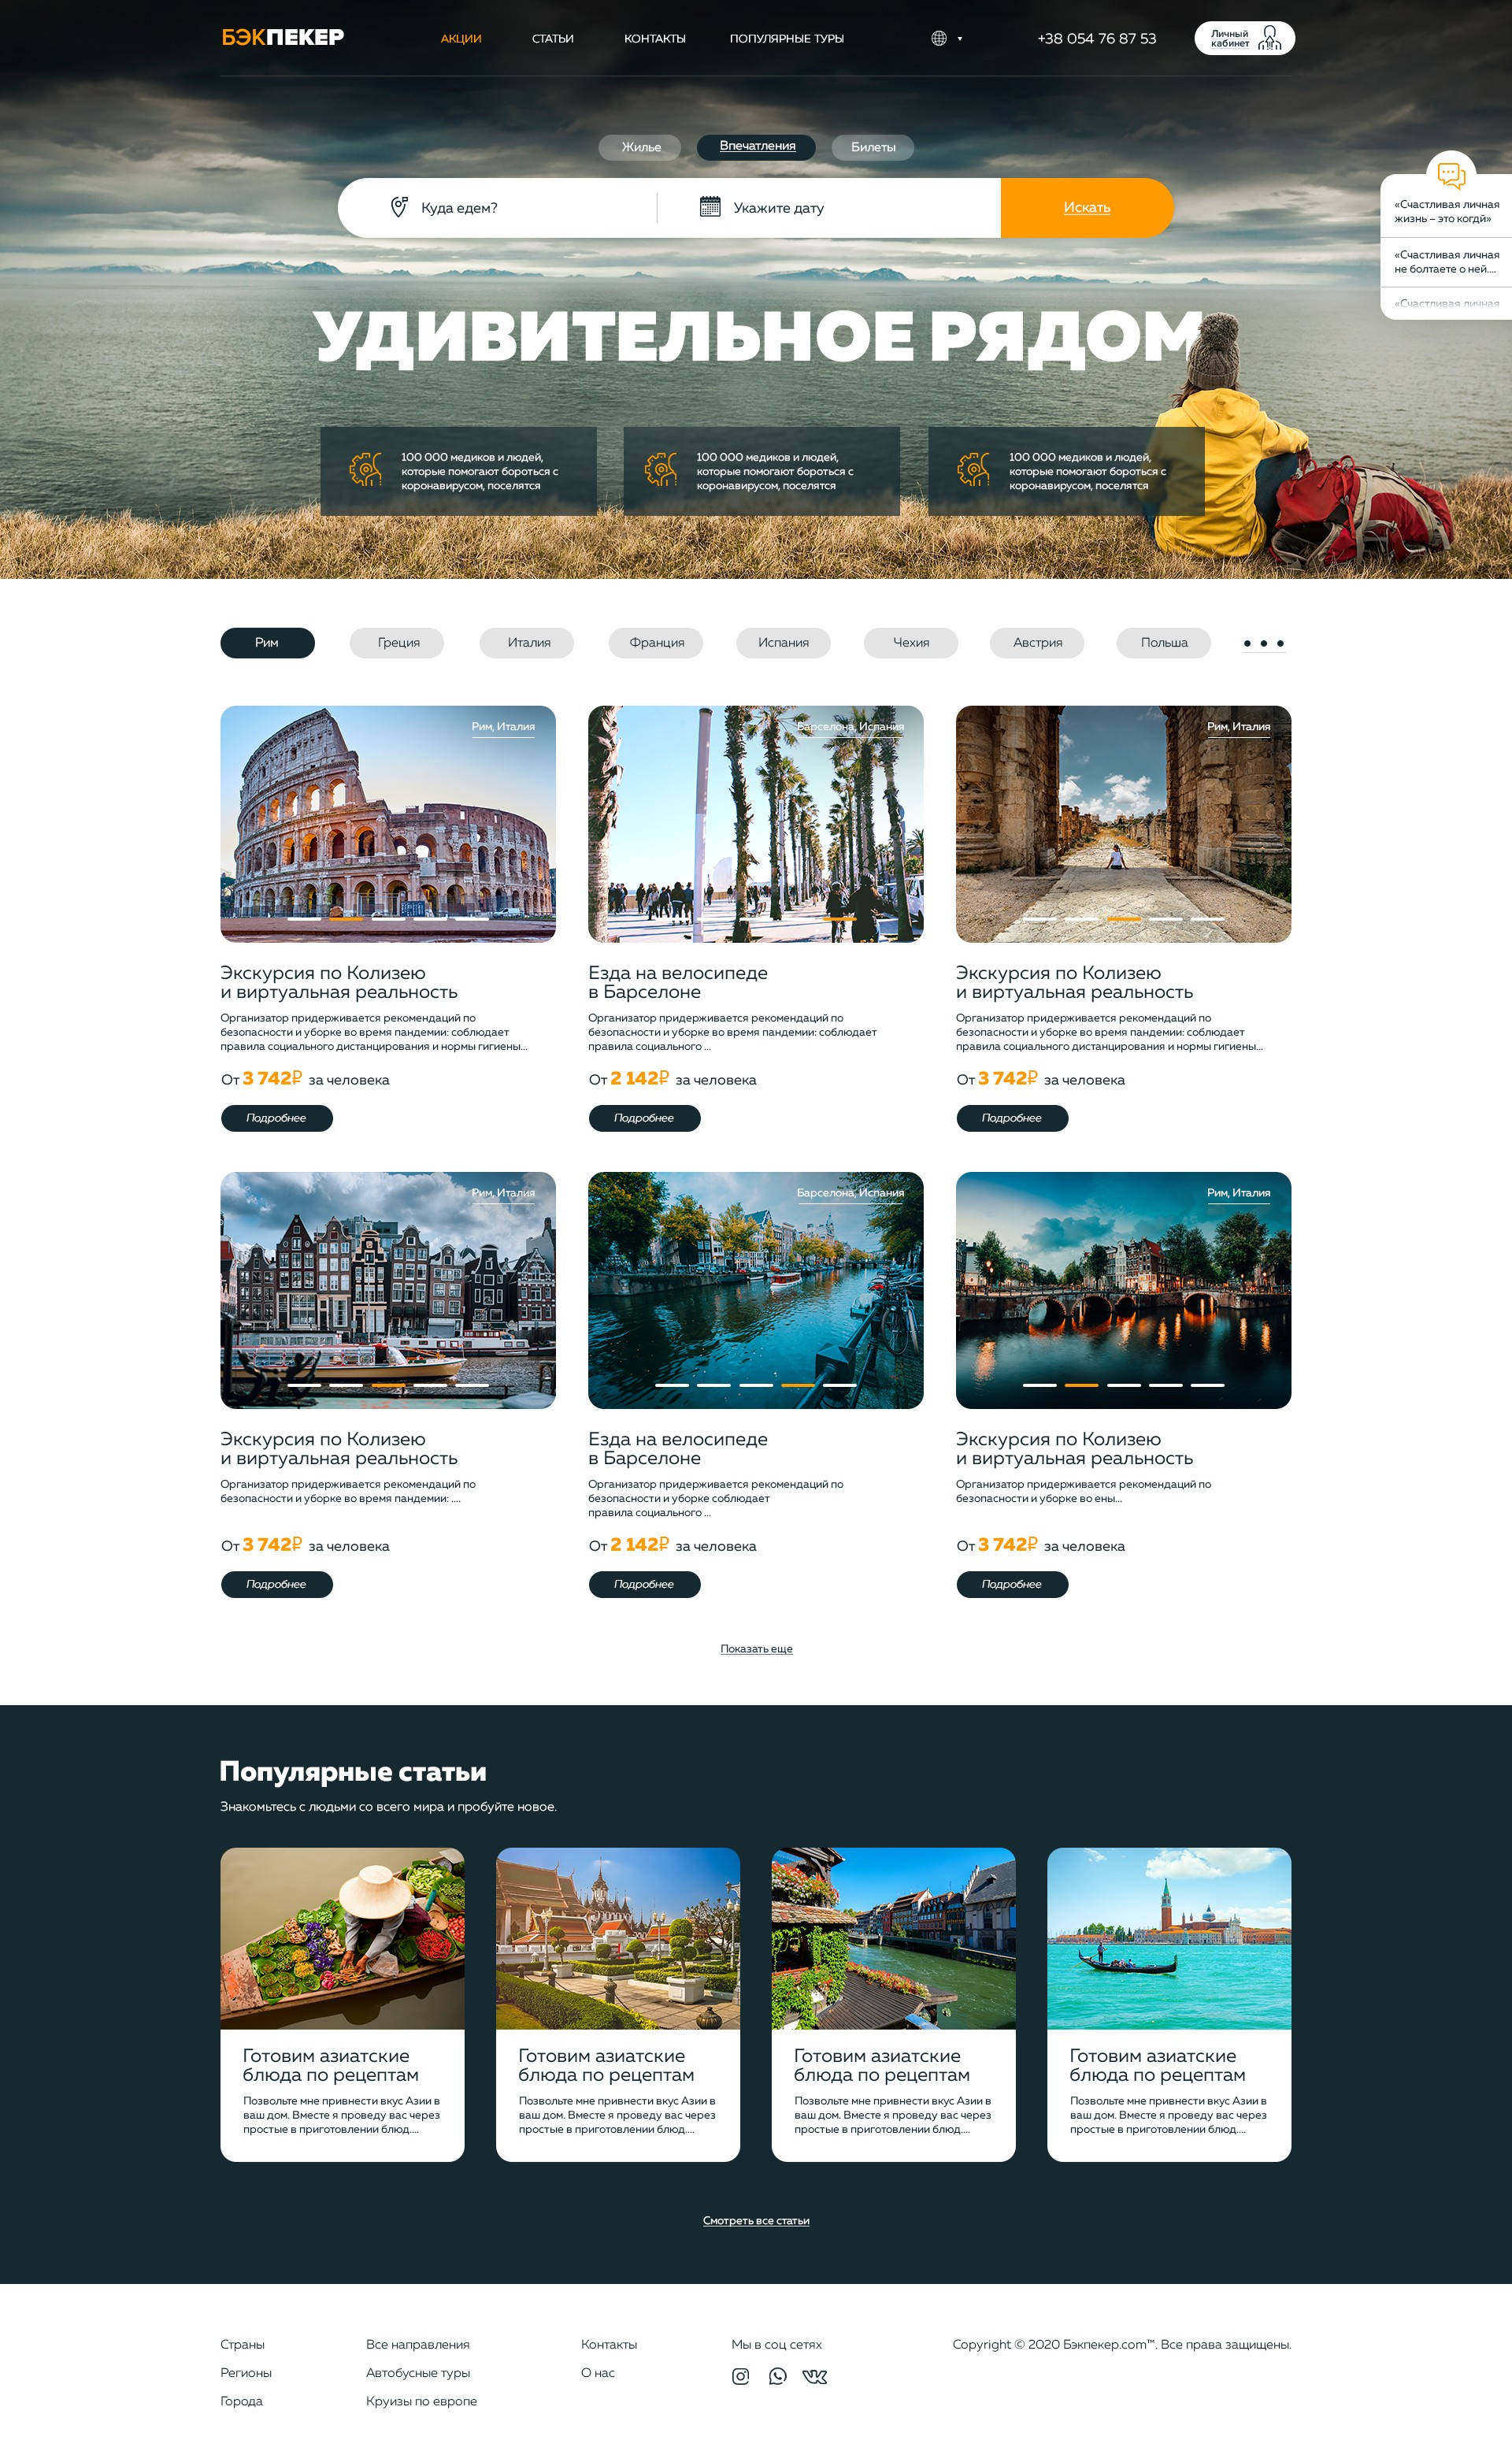 БЭКПЕКЕР
АКЦИИ
СТАТЬИ
КОНТАКТЫ
ПОПУЛЯРНЫЕ ТУРЫ
+38 054 76 87 53
Личный
кабинет
Жилье
Впечатления
Билеты
Куда едем?
Укажите дату
Искать
«Счастливая личная
жизнь – это когдй»
«Счастливая личная
не болтаете о ней....
«Счастливая личная
УДИВИТЕЛЬНОЕ РЯДОМ
100 000 медиков и людей,
которые помогают бороться с
коронавирусом, поселятся
100 000 медиков и людей,
которые помогают бороться с
коронавирусом, поселятся
100 000 медиков и людей,
которые помогают бороться с
коронавирусом, поселятся
Рим
Греция
Италия
Франция
Испания
Чехия
Австрия
Польша
Рим, Италия
Экскурсия по Колизею
и виртуальная реальность
Организатор придерживается рекомендаций по
безопасности и уборке во время пандемии: соблюдает
правила социального дистанцирования и нормы гигиены...
От 3 742₽ за человека
Подробнее
Барселона, Испания
Езда на велосипеде
в Барселоне
Организатор придерживается рекомендаций по
безопасности и уборке во время пандемии: соблюдает
правила социального ...
От 2 142₽ за человека
Подробнее
Рим, Италия
Экскурсия по Колизею
и виртуальная реальность
Организатор придерживается рекомендаций по
безопасности и уборке во время пандемии: соблюдает
правила социального дистанцирования и нормы гигиены...
От 3 742₽ за человека
Подробнее
Рим, Италия
Экскурсия по Колизею
и виртуальная реальность
Организатор придерживается рекомендаций по
безопасности и уборке во время пандемии: ....
От 3 742₽ за человека
Подробнее
Барселона, Испания
Езда на велосипеде
в Барселоне
Организатор придерживается рекомендаций по
безопасности и уборке соблюдает
правила социального ...
От 2 142₽ за человека
Подробнее
Рим, Италия
Экскурсия по Колизею
и виртуальная реальность
Организатор придерживается рекомендаций по
безопасности и уборке во ены...
От 3 742₽ за человека
Подробнее
Показать еще
Популярные статьи
Знакомьтесь с людьми со всего мира и пробуйте новое.
Готовим азиатские
блюда по рецептам
Позвольте мне привнести вкус Азии в
ваш дом. Вместе я проведу вас через
простые в приготовлении блюд....
Готовим азиатские
блюда по рецептам
Позвольте мне привнести вкус Азии в
ваш дом. Вместе я проведу вас через
простые в приготовлении блюд....
Готовим азиатские
блюда по рецептам
Позвольте мне привнести вкус Азии в
ваш дом. Вместе я проведу вас через
простые в приготовлении блюд....
Готовим азиатские
блюда по рецептам
Позвольте мне привнести вкус Азии в
ваш дом. Вместе я проведу вас через
простые в приготовлении блюд....
Смотреть все статьи
Страны
Регионы
Города
Все направления
Автобусные туры
Круизы по европе
Контакты
О нас
Мы в соц сетях
Copyright © 2020 Бэкпекер.com™. Все права защищены.